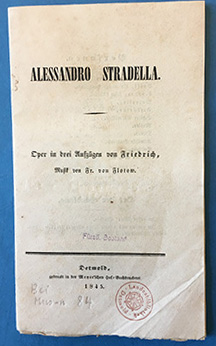 ALESSANDRO STRADELLA.
Oper in drei Aufzügen von Friedrich,
Musik von Fr. von Flotow.
Detmold,
gedruckt in der Meyerschen Hof-Buchdruckerei
1845.